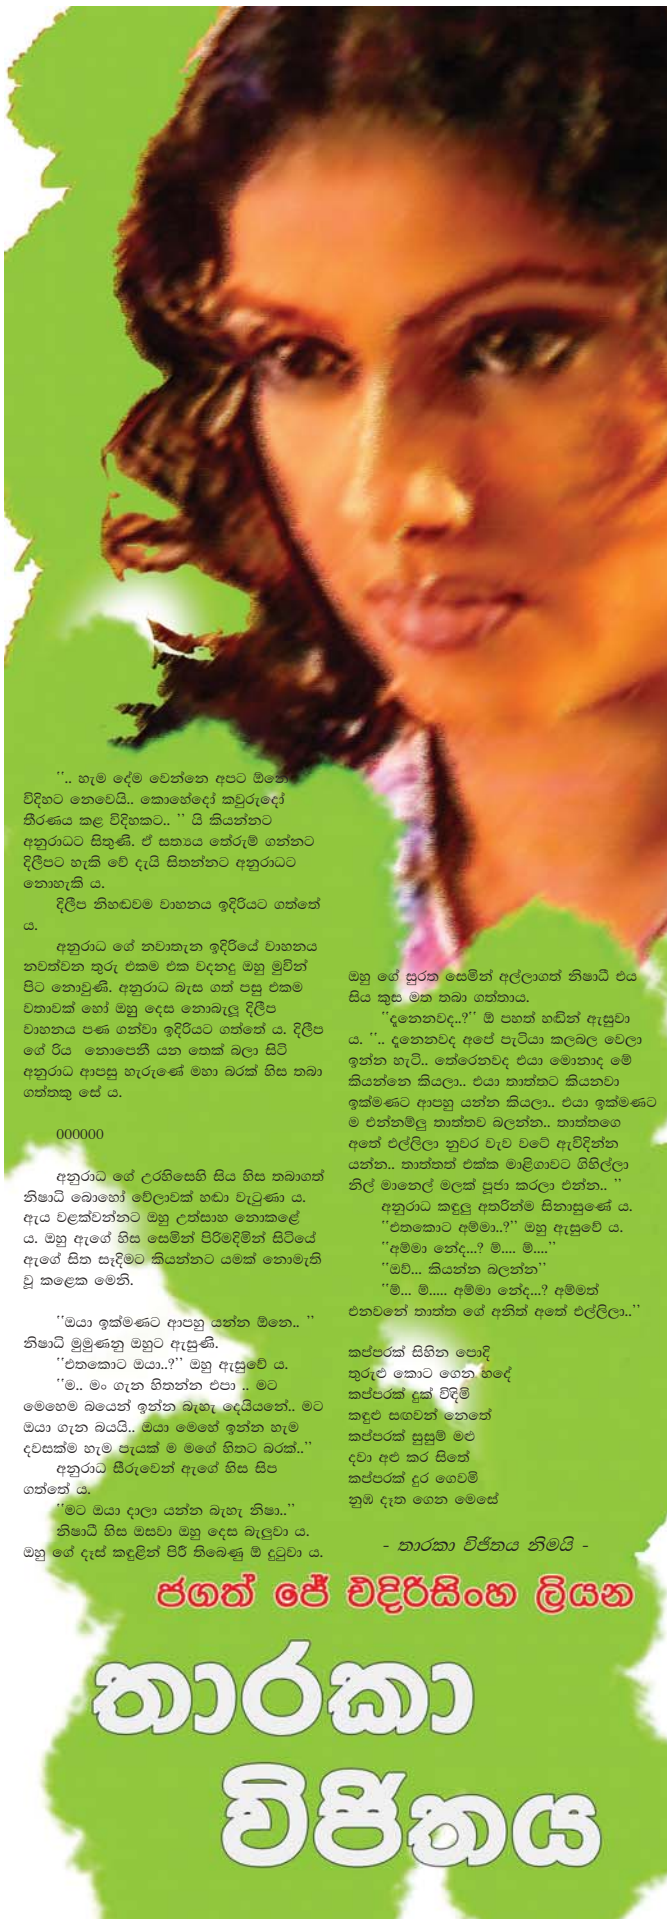 ‘‘.. හැම දේම වෙන්නෙ අපට ඕනෙ
විදිහට නෙවෙයි.. කොහේදෝ කවුරුදෝ
තීරණය කළ විදිහකට.. ’’ යි කියන්නට
අනුරාධට සිතුණි. ඒ සත්‍යය තේරුම් ගන්නට
දිලීපට හැකි වේ දැයි සිතන්නට අනුරාධට
නොහැකි ය.
දිලීප නිහඬවම වාහනය ඉදිරියට ගත්තේ
ය.
අනුරාධ ගේ නවාතැන ඉදිරියේ වාහනය
නවත්වන තුරු එකම එක වදනදු ඔහු මුවින්
පිට නොවුණි. අනුරාධ බැස ගත් පසු එකම
වතාවක් හෝ ඔහු දෙස නොබැලූ දිලීප
වාහනය පණ ගන්වා ඉදිරියට ගත්තේ ය. දිලීප
ගේ රිය නොපෙනී යන තෙක් බලා සිටි
අනුරාධ ආපසු හැරුණේ මහා බරක් හිස තබා
ගත්තකු සේ ය.
000000
අනුරාධ ගේ උරහිසෙහි සිය හිස තබාගත්
නිෂාධි බොහෝ වේලාවක් හඬා වැටුණා ය.
ඇය වළක්වන්නට ඔහු උත්සාහ නොකළේ
ය. ඔහු ඇගේ හිස සෙමින් පිරිමදිමින් සිටියේ
ඇගේ සිත සෑදීමට කියන්නට යමක් නොමැති
වූ කළෙක මෙනි.
‘‘ඔයා ඉක්මණට ආපහු යන්න ඕනෙ.. ’’
නිෂාධි මුමුණනු ඔහුට ඇසුණි.
‘‘එතකොට ඔයා..?’’ ඔහු ඇසුවේ ය.
‘‘ම.. මං ගැන හිතන්න එපා .. මට
මෙහෙම බයෙන් ඉන්න බැහැ දෙයියනේ.. මට
ඔයා ගැන බයයි.. ඔයා මෙහේ ඉන්න හැම
දවසක්ම හැම පැයක් ම මගේ හිතට බරක්..’’
අනුරාධ සීරුවෙන් ඇගේ හිස සිප
ගත්තේ ය.
‘‘මට ඔයා දාලා යන්න බැහැ නිෂා..’’
නිෂාධී හිස ඔසවා ඔහු දෙස බැලුවා ය.
ඔහු ගේ දෑස් කඳුළින් පිරී තිබෙණු ඕ දුටුවා ය.
ඔහු ගේ සුරත සෙමින් අල්ලාගත් නිෂාධී එය
සිය කුස මත තබා ගත්තාය.
‘‘දැනෙනවද..?’’ ඕ පහත් හඬින් ඇසුවා
ය. ‘‘.. දැනෙනවද අපේ පැටියා කලබල වෙලා
ඉන්න හැටි.. තේරෙනවද එයා මොනාද මේ
කියන්නෙ කියලා.. එයා තාත්තට කියනවා
ඉක්මණට ආපහු යන්න කියලා.. එයා ඉක්මණට
ම එන්නම්ලු තාත්තව බලන්න.. තාත්තගෙ
අතේ එල්ලිලා නුවර වැව වටේ ඇවිදින්න
යන්න.. තාත්තත් එක්ක මාළිගාවට ගිහිල්ලා
නිල් මානෙල් මලක් පූජා කරලා එන්න.. ’’
අනුරාධ කඳුලු අතරින්ම සිනාසුණේ ය.
‘‘එතකොට අම්මා..?’’ ඔහු ඇසුවේ ය.
‘‘අම්මා නේද...? ම්.... ම්....’’
‘‘ඔව්... කියන්න බලන්න’’
‘‘ම්... ම්..... අම්මා නේද...? අම්මත්
එනවනේ තාත්ත ගේ අනිත් අතේ එල්ලිලා..’’
කප්පරක් සිහින පොදි
තුරුළු කොට ගෙන හදේ
කප්පරක් දුක් විඳිමි
කඳුළු සඟවන් නෙතේ
කප්පරක් සුසුම් මළු
දවා අළු කර සිතේ
කප්පරක් දුර ගෙවමි
නුඹ දෑත ගෙන මෙසේ
- තාරකා විජිතය නිමයි -
ජගත් ජේ එදිරිසිංහ ලියන
තාරකා
විජිතය